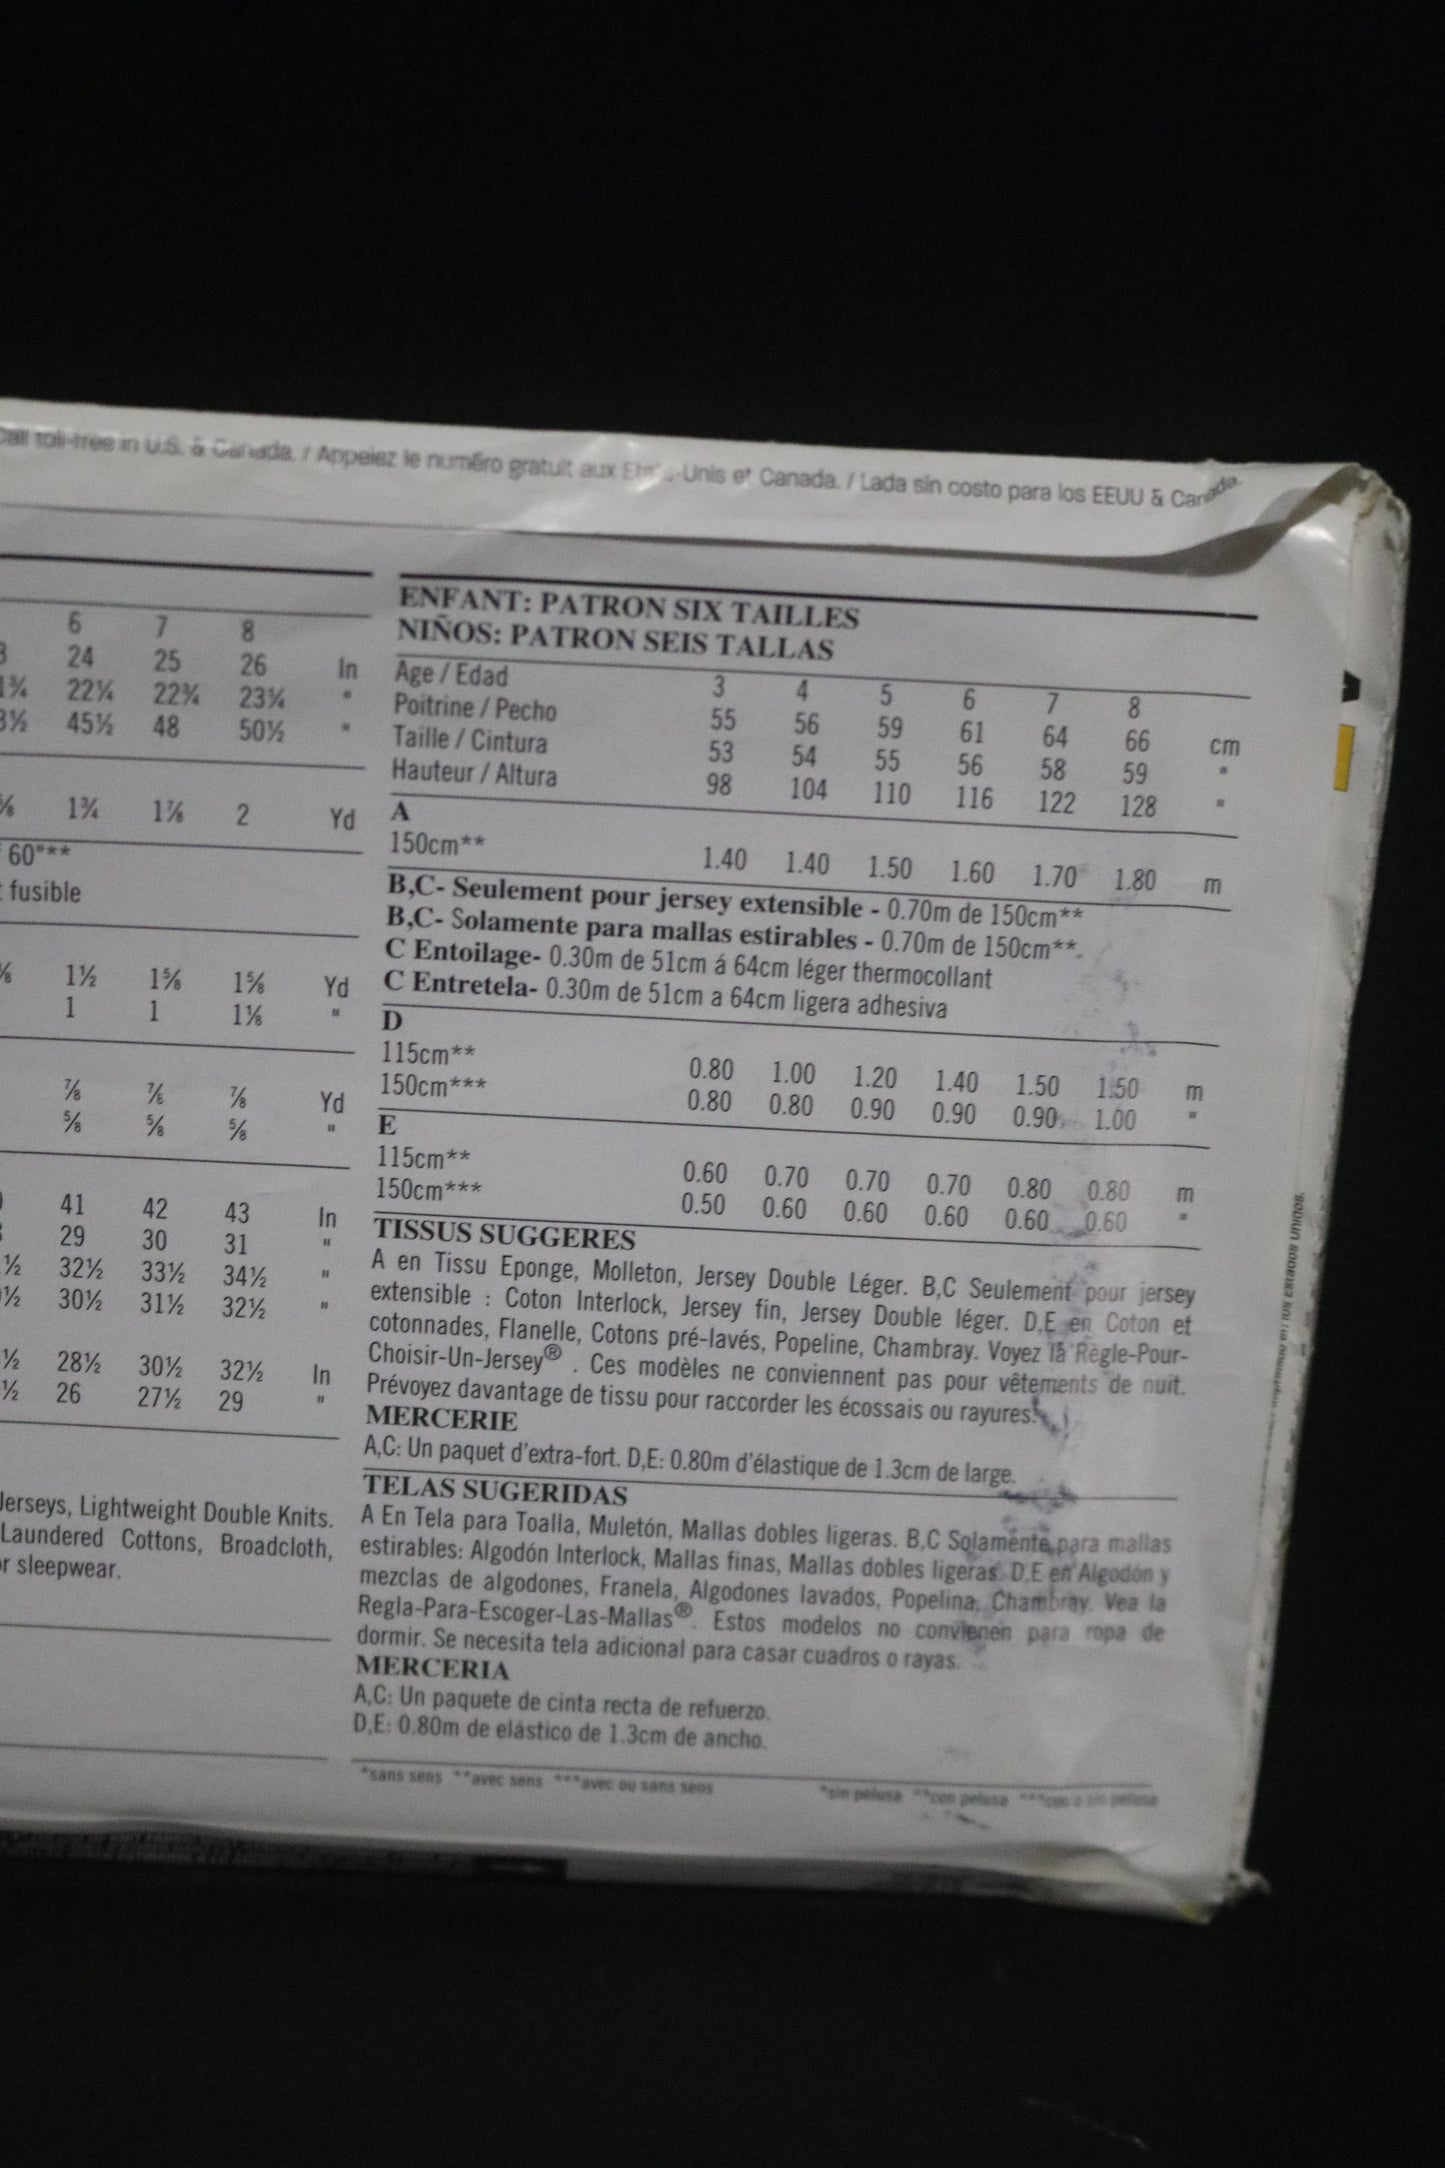 Call toll-free in U.S. & Canada. / Appelez le numéro gratuit aux États-Unis et Canada. / Lada sin costo para los EEUU & Canada.
6 7 8
24 25 26 In
1¾ 22¼ 22¾ 23¼ "
3½ 45½ 48 50½ "
1¾ 1⅞ 2 Yd
60"**
fusible
1½ 1⅝ 1⅝ Yd
1 1 1⅛ "
⅞ ⅞ ⅞ Yd
⅝ ⅝ ⅝ "
41 42 43 In
29 30 31 "
½ 32½ 33½ 34½ "
½ 30½ 31½ 32½ "
½ 28½ 30½ 32½ In
½ 26 27½ 29 "
Jerseys, Lightweight Double Knits.
Laundered Cottons, Broadcloth,
or sleepwear.
ENFANT: PATRON SIX TAILLES
NIÑOS: PATRON SEIS TALLAS
Age / Edad 3 4 5 6 7 8
Poitrine / Pecho 55 56 59 61 64 66 cm
Taille / Cintura 53 54 55 56 58 59 "
Hauteur / Altura 98 104 110 116 122 128 "
A
150cm** 1.40 1.40 1.50 1.60 1.70 1.80 m
B,C- Seulement pour jersey extensible - 0.70m de 150cm**
B,C- Solamente para mallas estirables - 0.70m de 150cm**.
C Entoilage- 0.30m de 51cm á 64cm léger thermocollant
C Entretela- 0.30m de 51cm a 64cm ligera adhesiva
D
115cm** 0.80 1.00 1.20 1.40 1.50 1.50 m
150cm*** 0.80 0.80 0.90 0.90 0.90 1.00 "
E
115cm** 0.60 0.70 0.70 0.70 0.80 0.80 m
150cm*** 0.50 0.60 0.60 0.60 0.60 0.60 "
TISSUS SUGGERES
A en Tissu Eponge, Molleton, Jersey Double Léger. B,C Seulement pour jersey
extensible : Coton Interlock, Jersey fin, Jersey Double léger. D,E en Coton et
cotonnades, Flanelle, Cotons pré-lavés, Popeline, Chambray. Voyez la Règle-Pour-
Choisir-Un-Jersey® . Ces modèles ne conviennent pas pour vêtements de nuit.
Prévoyez davantage de tissu pour raccorder les écossais ou rayures.
MERCERIE
A,C: Un paquet d'extra-fort. D,E: 0.80m d'élastique de 1.3cm de large.
TELAS SUGERIDAS
A En Tela para Toalla, Muletón, Mallas dobles ligeras. B,C Solamente para mallas
estirables: Algodón Interlock, Mallas finas, Mallas dobles ligeras. D,E en Algodón y
mezclas de algodones, Franela, Algodones lavados, Popelina, Chambray. Vea la
Regla-Para-Escoger-Las-Mallas®. Estos modelos no convienen para ropa de
dormir. Se necesita tela adicional para casar cuadros o rayas.
MERCERIA
A,C: Un paquete de cinta recta de refuerzo.
D,E: 0.80m de elástico de 1.3cm de ancho.
*sans sens **avec sens ***avec ou sans sens *sin pelusa **con pelusa ***con o sin pelusa
en los Estados Unidos.